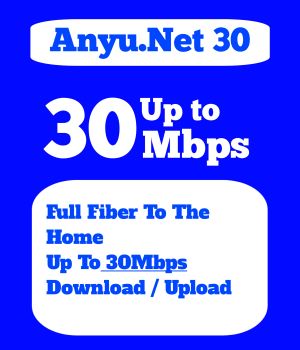 Anyu.Net 30
30 Up to
Mbps
Full Fiber To The
Home
Up To 30Mbps
Download / Upload